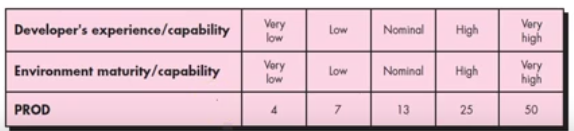 Developer's experience/capability Very low Low Nominal High Very high
Environment maturity/capability Very low Low Nominal High Very high
PROD 4 7 13 25 50